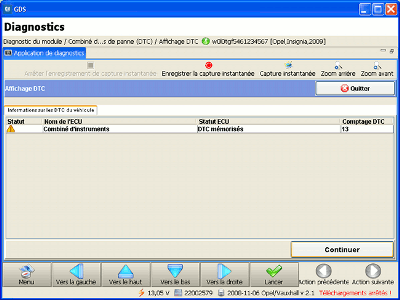 GDS
Diagnostics
Diagnostic du module / Combiné d...s de panne (DTC) / Affichage DTC
[Opel,Insignia,2009]
Application de diagnostics
Arrêter l'enregistrement de capture instantanée Enregistrer la capture instantanée Capture instantanée Zoom arrière Zoom avant
Affichage DTC Quitter
Informations sur les DTC du véhicule
Statut Nom de l'ECU Statut ECU Comptage DTC
Combiné d'instruments DTC mémorisés 13
Continuer
Menu Vers la gauche Vers le haut Vers le bas Vers la droite Lancer Action précédente Action suivante
13,05 V 22002579 2008-11-06 Opel/Vauxhall v 2.1 Téléchargements arrêtés !